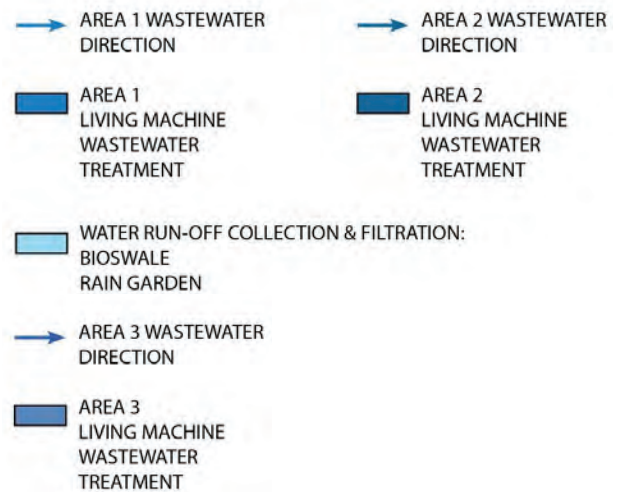 AREA 1 WASTEWATER
DIRECTION
AREA 2 WASTEWATER
DIRECTION
AREA 1
LIVING MACHINE
WASTEWATER
TREATMENT
AREA 2
LIVING MACHINE
WASTEWATER
TREATMENT
WATER RUN-OFF COLLECTION & FILTRATION:
BIOSWALE
RAIN GARDEN
AREA 3 WASTEWATER
DIRECTION
AREA 3
LIVING MACHINE
WASTEWATER
TREATMENT